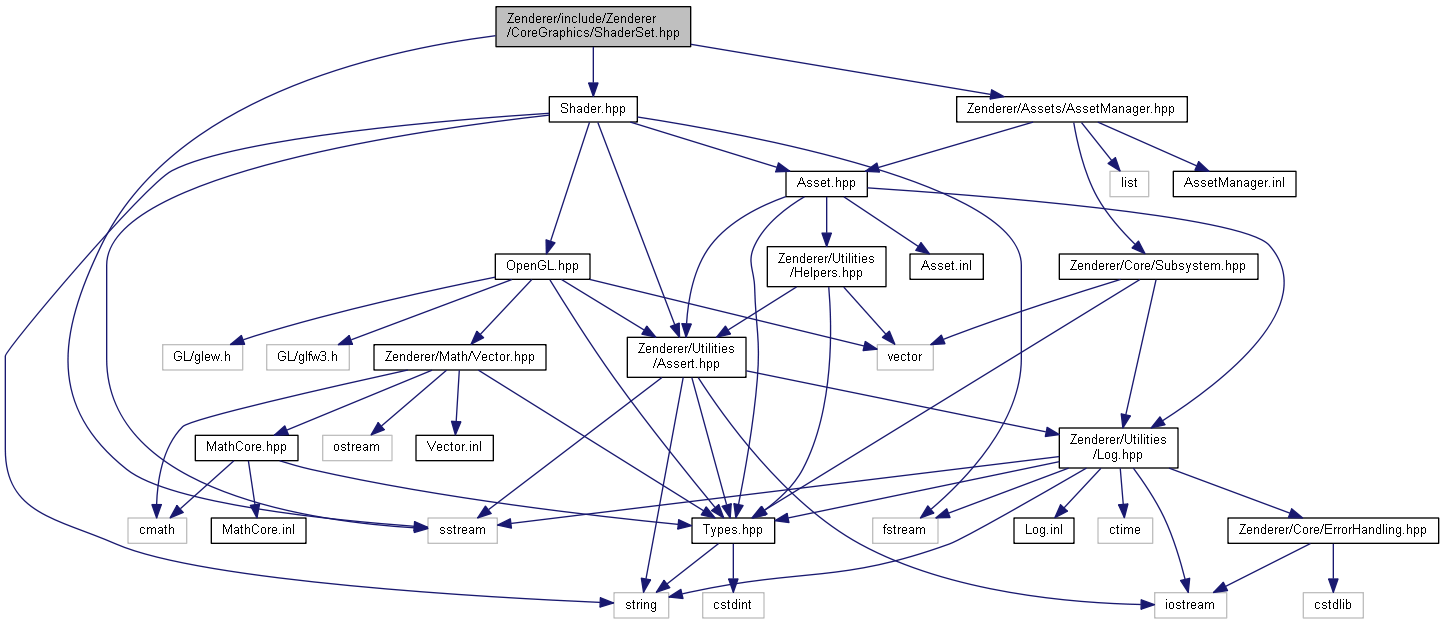 Zenderer/include/Zenderer
/CoreGraphics/ShaderSet.hpp
Shader.hpp
Zenderer/Assets/AssetManager.hpp
Asset.hpp
list
AssetManager.inl
OpenGL.hpp
Zenderer/Utilities
/Helpers.hpp
Asset.inl
Zenderer/Core/Subsystem.hpp
GL/glew.h
GL/glfw3.h
Zenderer/Math/Vector.hpp
Zenderer/Utilities
/Assert.hpp
vector
MathCore.hpp
ostream
Vector.inl
Zenderer/Utilities
/Log.hpp
cmath
MathCore.inl
sstream
Types.hpp
fstream
Log.inl
ctime
Zenderer/Core/ErrorHandling.hpp
string
cstdint
iostream
cstdlib